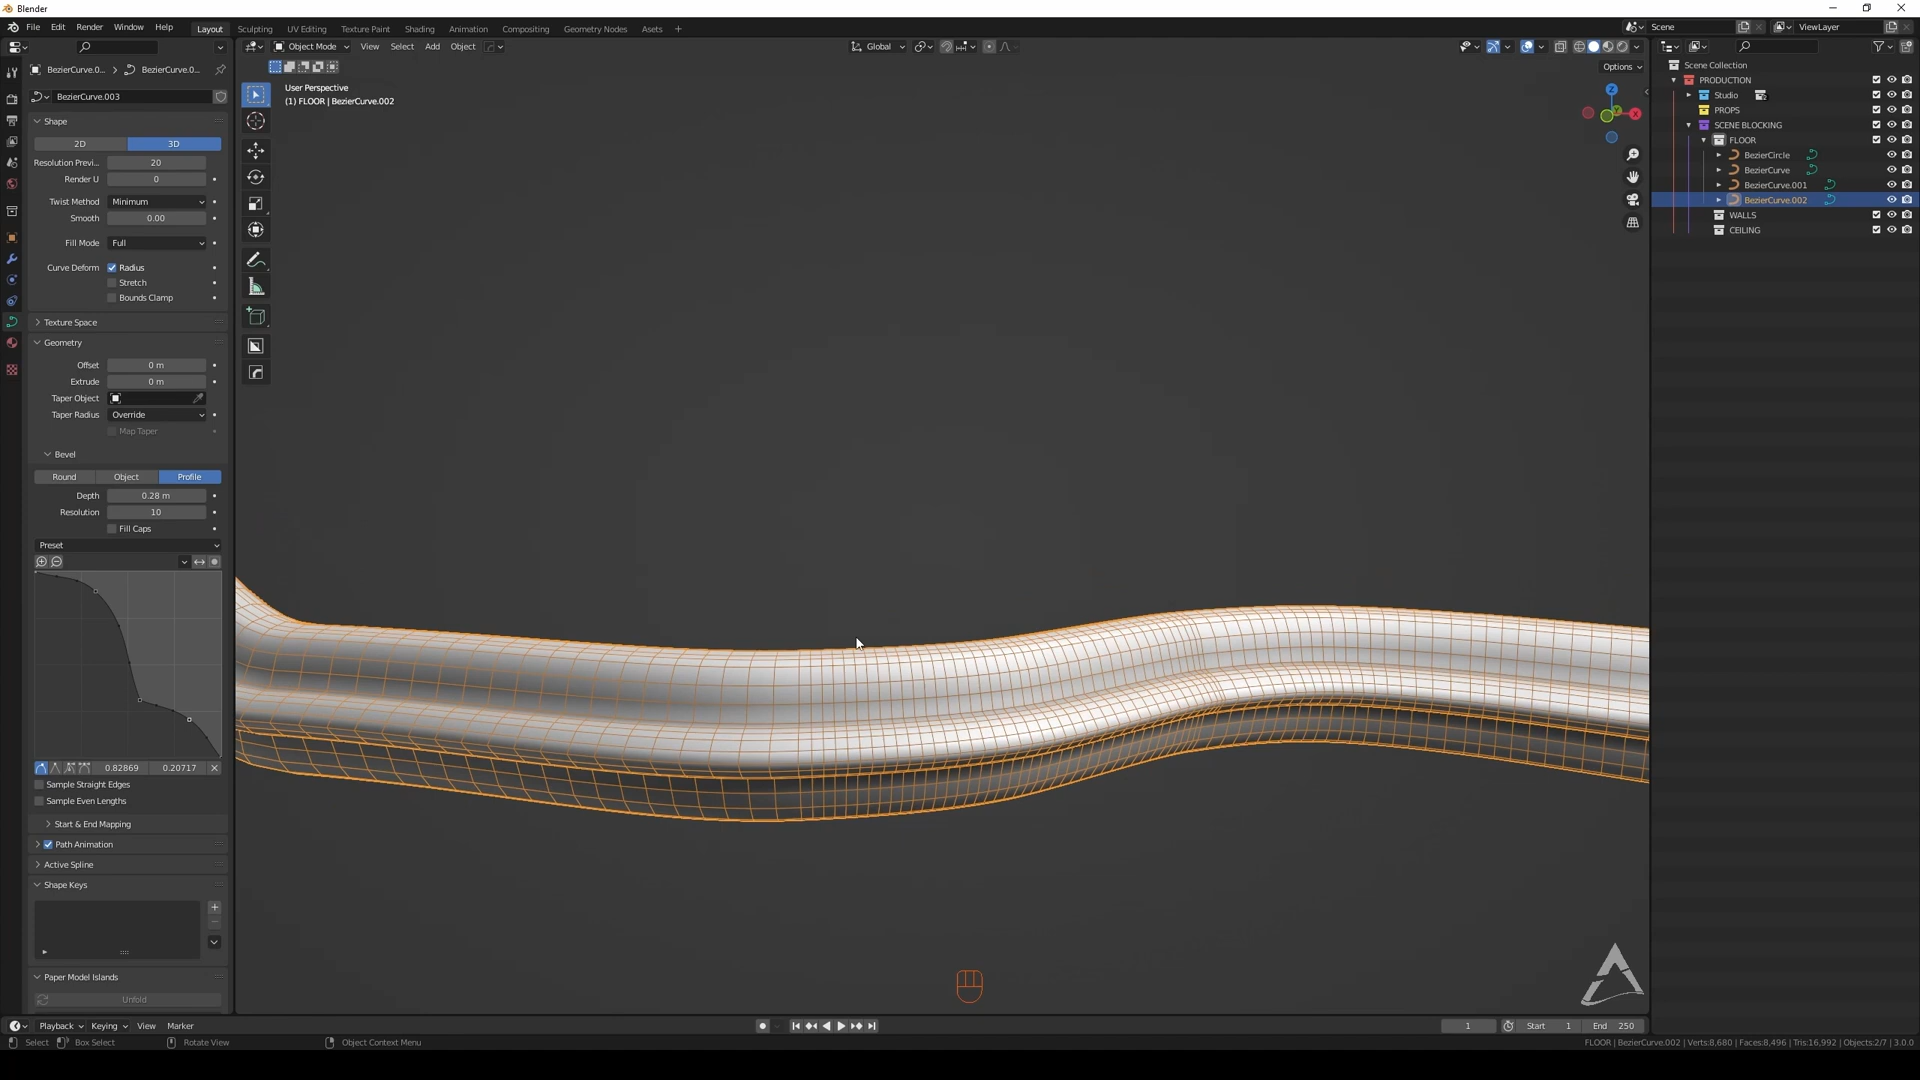 Blender
File Edit Render Window Help
Layout Sculpting UV Editing Texture Paint Shading Animation Compositing Geometry Nodes Assets +
Scene
ViewLayer
Object Mode View Select Add Object
Global
Options
BezierCurve.0... > BezierCurve.0...
BezierCurve.003
Shape
2D 3D
Resolution Previ... 20
Render U 0
Twist Method Minimum
Smooth 0.00
Fill Mode Full
Curve Deform Radius
Stretch
Bounds Clamp
Texture Space
Geometry
Offset 0 m
Extrude 0 m
Taper Object
Taper Radius Override
Map Taper
Bevel
Round Object Profile
Depth 0.28 m
Resolution 10
Fill Caps
Preset
0.82869 0.20717
Sample Straight Edges
Sample Even Lengths
Start & End Mapping
Path Animation
Active Spline
Shape Keys
Paper Model Islands
Unfold
User Perspective
(1) FLOOR | BezierCurve.002
Z
Y
X
Scene Collection
PRODUCTION
Studio
PROPS
SCENE BLOCKING
FLOOR
BezierCircle
BezierCurve
BezierCurve.001
BezierCurve.002
WALLS
CEILING
Playback Keying View Marker
1 Start 1 End 250
Select Box Select Rotate View Object Context Menu
FLOOR | BezierCurve.002 | Verts:8,680 | Faces:8,496 | Tris:16,992 | Objects:2/7 | 3.0.0